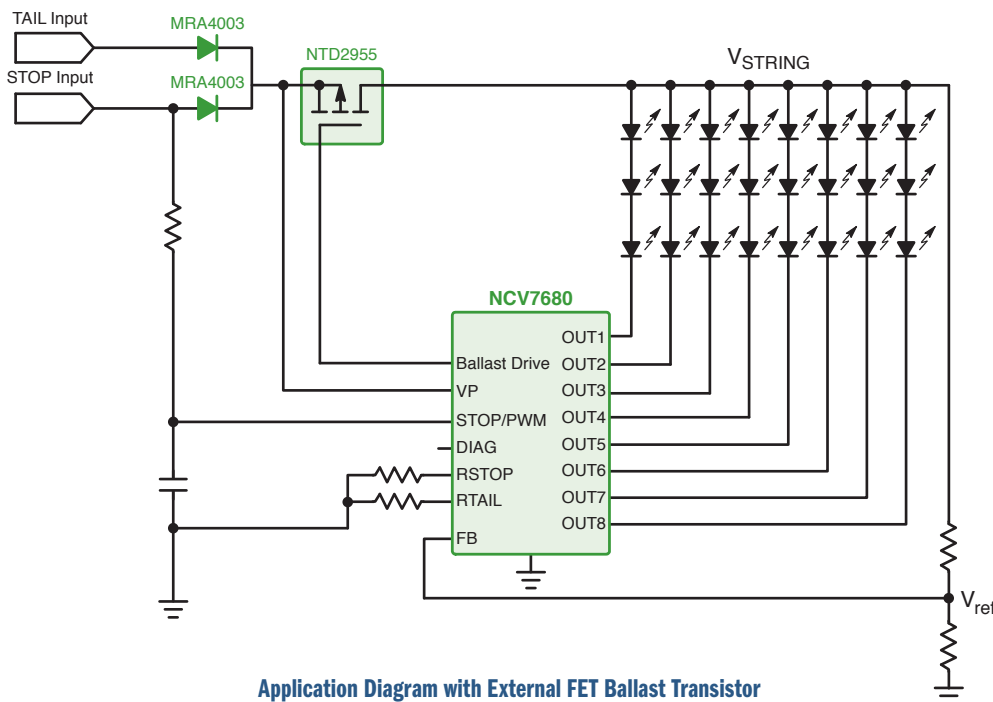 TAIL Input
MRA4003
STOP Input
MRA4003
NTD2955
VSTRING
NCV7680
Ballast Drive
VP
STOP/PWM
DIAG
RSTOP
RTAIL
FB
OUT1
OUT2
OUT3
OUT4
OUT5
OUT6
OUT7
OUT8
Vref
Application Diagram with External FET Ballast Transistor